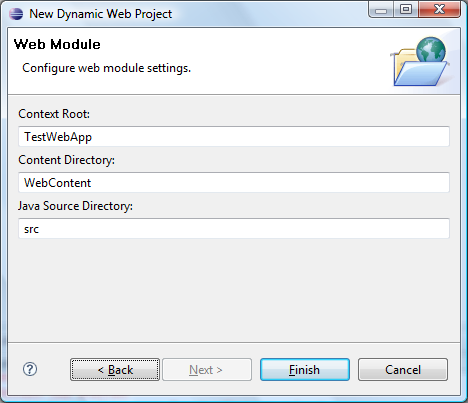 New Dynamic Web Project
Web Module
Configure web module settings.
Context Root:
TestWebApp
Content Directory:
WebContent
Java Source Directory:
src
? < Back Next > Finish Cancel